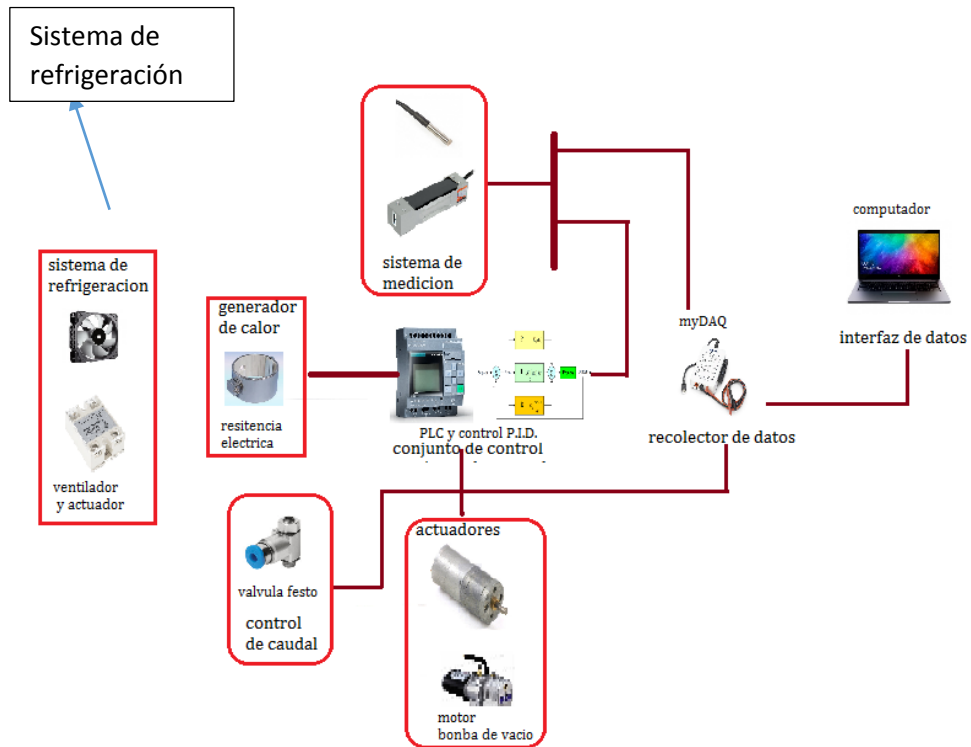 Sistema de
refrigeración
sistema de
refrigeracion
ventilador
y actuador
generador
de calor
resitencia
electrica
sistema de
medicion
PLC y control P.I.D.
conjunto de control
valvula festo
control
de caudal
actuadores
motor
bonba de vacio
myDAQ
recolector de datos
computador
interfaz de datos